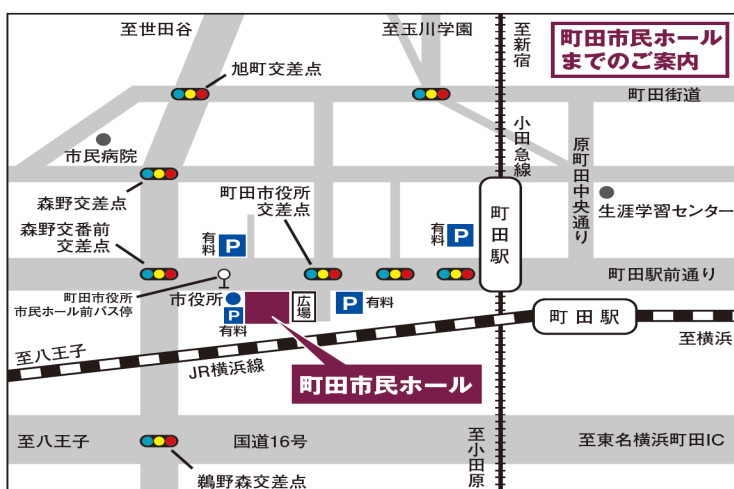 至世田谷
至玉川学園
至新宿
町田市民ホール
までのご案内
旭町交差点
町田街道
小田急線
原町田中央通り
市民病院
森野交差点
町田市役所
交差点
生涯学習センター
森野交番前
交差点
有料
P
有料
P
町田駅
町田駅前通り
町田市役所
市民ホール前バス停
市役所
P
有料
広場
P
有料
町田駅
至横浜
至八王子
JR横浜線
町田市民ホール
至八王子
国道16号
至小田原
至東名横浜町田IC
鵜野森交差点